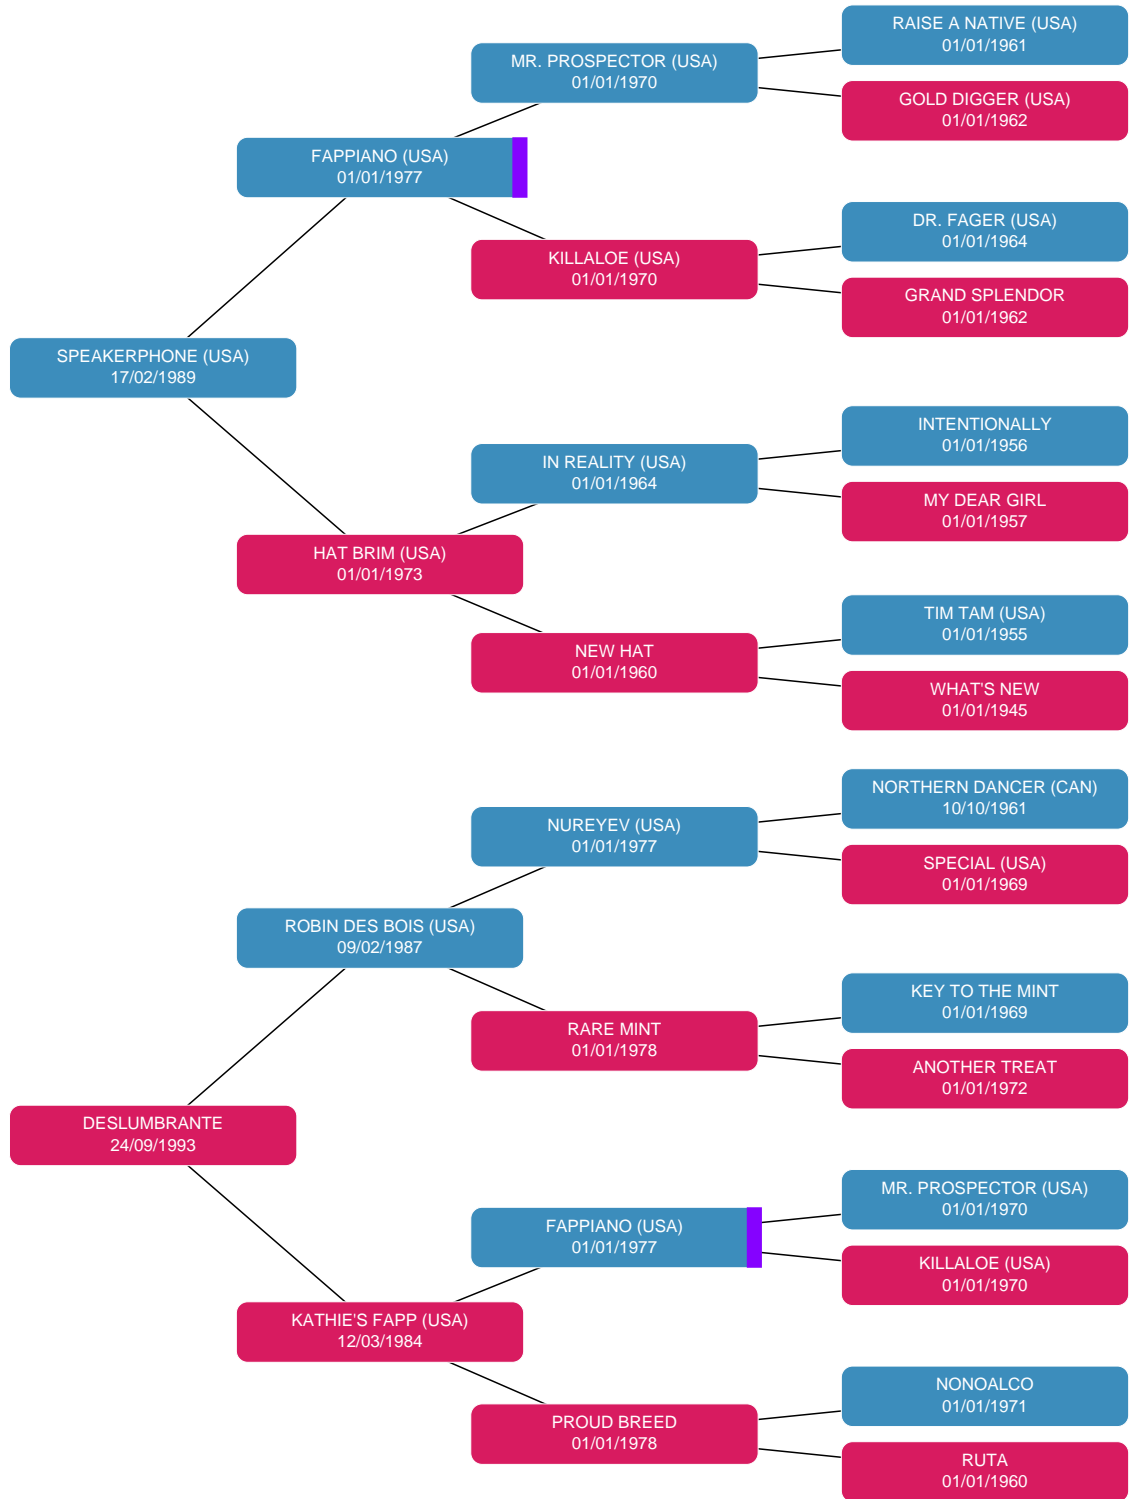 RAISE A NATIVE (USA)
01/01/1961
MR. PROSPECTOR (USA)
01/01/1970
GOLD DIGGER (USA)
01/01/1962
FAPPIANO (USA)
01/01/1977
DR. FAGER (USA)
01/01/1964
KILLALOE (USA)
01/01/1970
GRAND SPLENDOR
01/01/1962
SPEAKERPHONE (USA)
17/02/1989
INTENTIONALLY
01/01/1956
IN REALITY (USA)
01/01/1964
MY DEAR GIRL
01/01/1957
HAT BRIM (USA)
01/01/1973
TIM TAM (USA)
01/01/1955
NEW HAT
01/01/1960
WHAT'S NEW
01/01/1945
NORTHERN DANCER (CAN)
10/10/1961
NUREYEV (USA)
01/01/1977
SPECIAL (USA)
01/01/1969
ROBIN DES BOIS (USA)
09/02/1987
KEY TO THE MINT
01/01/1969
RARE MINT
01/01/1978
ANOTHER TREAT
01/01/1972
DESLUMBRANTE
24/09/1993
MR. PROSPECTOR (USA)
01/01/1970
FAPPIANO (USA)
01/01/1977
KILLALOE (USA)
01/01/1970
KATHIE'S FAPP (USA)
12/03/1984
NONOALCO
01/01/1971
PROUD BREED
01/01/1978
RUTA
01/01/1960